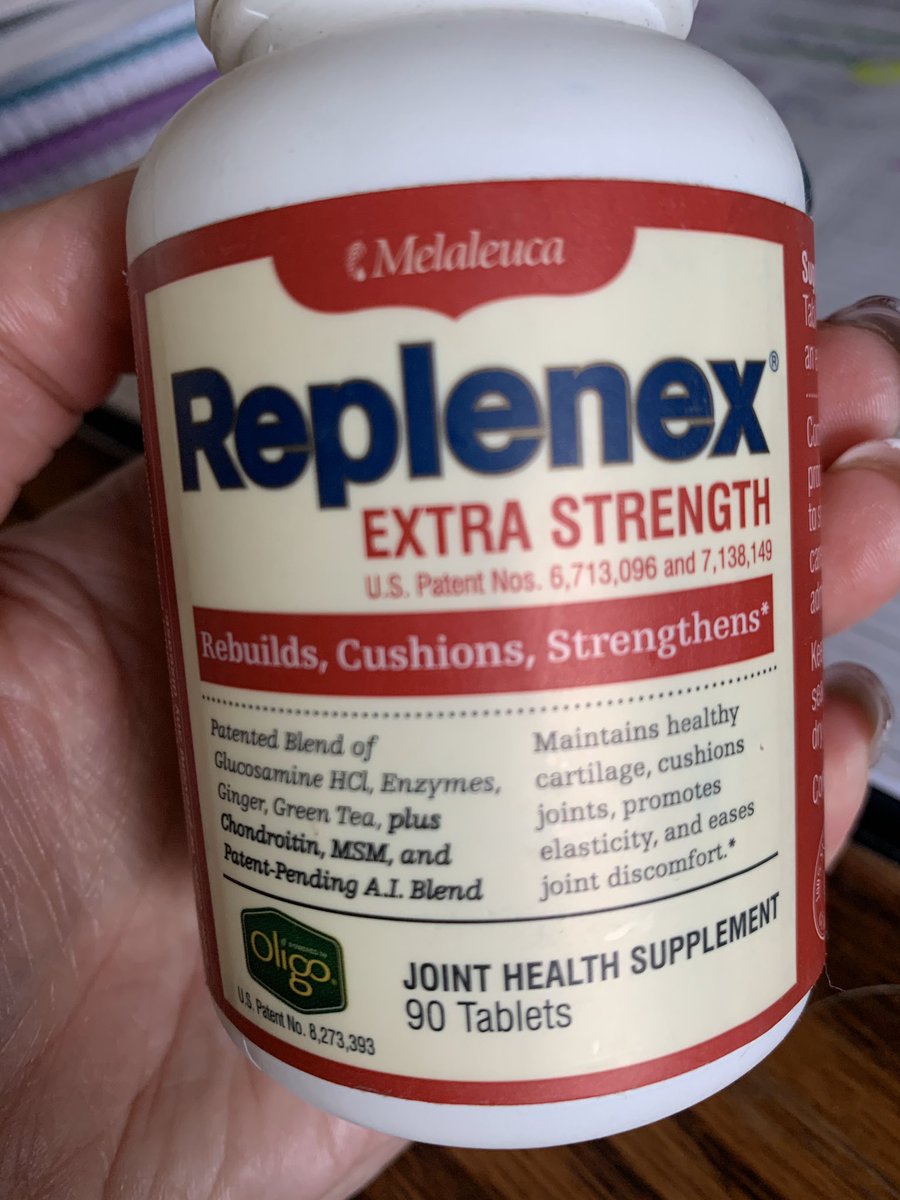 Melaleuca
Replenex®
EXTRA STRENGTH
U.S. Patent Nos. 6,713,096 and 7,138,149
Rebuilds, Cushions, Strengthens*
Patented Blend of
Glucosamine HCl, Enzymes,
Ginger, Green Tea, plus
Chondroitin, MSM, and
Patent-Pending A.I. Blend
Maintains healthy
cartilage, cushions
joints, promotes
elasticity, and eases
joint discomfort.*
POWERED by
Oligo®
U.S. Patent No. 8,273,393
JOINT HEALTH SUPPLEMENT
90 Tablets